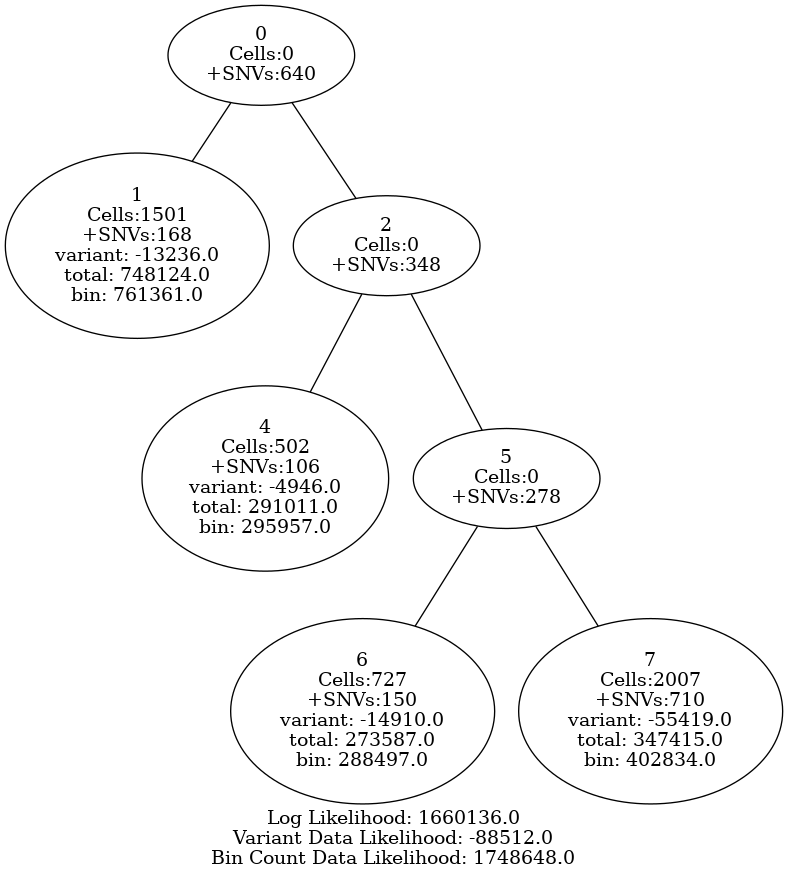 0
Cells:0
+SNVs:640
1
Cells:1501
+SNVs:168
variant: -13236.0
total: 748124.0
bin: 761361.0
2
Cells:0
+SNVs:348
4
Cells:502
+SNVs:106
variant: -4946.0
total: 291011.0
bin: 295957.0
5
Cells:0
+SNVs:278
6
Cells:727
+SNVs:150
variant: -14910.0
total: 273587.0
bin: 288497.0
7
Cells:2007
+SNVs:710
variant: -55419.0
total: 347415.0
bin: 402834.0
Log Likelihood: 1660136.0
Variant Data Likelihood: -88512.0
Bin Count Data Likelihood: 1748648.0